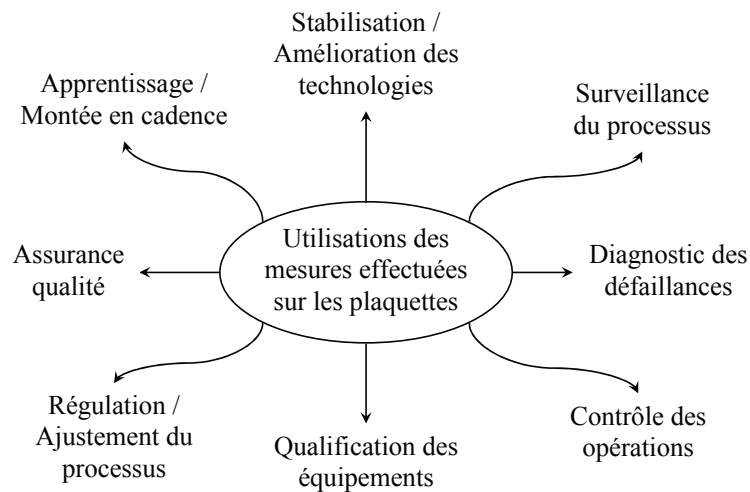 Stabilisation /
Amélioration des
technologies
Apprentissage /
Montée en cadence
Surveillance
du processus
Utilisations des
mesures effectuées
sur les plaquettes
Assurance
qualité
Diagnostic des
défaillances
Régulation /
Ajustement du
processus
Qualification des
équipements
Contrôle des
opérations